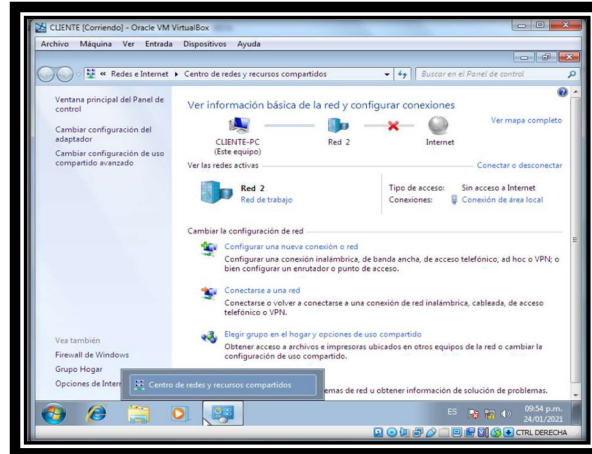 CLIENTE [Corriendo] - Oracle VM VirtualBox
Archivo Máquina Ver Entrada Dispositivos Ayuda
« Redes e Internet ▸ Centro de redes y recursos compartidos
Buscar en el Panel de control
Ventana principal del Panel de
control
Cambiar configuración del
adaptador
Cambiar configuración de uso
compartido avanzado
Ver información básica de la red y configurar conexiones
Ver mapa completo
CLIENTE-PC
(Este equipo)
Red 2
Internet
Ver las redes activas
Conectar o desconectar
Red 2
Red de trabajo
Tipo de acceso: Sin acceso a Internet
Conexiones: Conexión de área local
Cambiar la configuración de red
Configurar una nueva conexión o red
Configurar una conexión inalámbrica, de banda ancha, de acceso telefónico, ad hoc o VPN; o
bien configurar un enrutador o punto de acceso.
Conectarse a una red
Conectarse o volver a conectarse a una conexión de red inalámbrica, cableada, de acceso
telefónico o VPN.
Elegir grupo en el hogar y opciones de uso compartido
Obtener acceso a archivos e impresoras ubicados en otros equipos de la red o cambiar la
configuración de uso compartido.
Vea también
Firewall de Windows
Grupo Hogar
Opciones de Inter
Centro de redes y recursos compartidos
emas de red u obtener información de solución de problemas.
ES
09:54 p.m.
24/01/2021
CTRL DERECHA